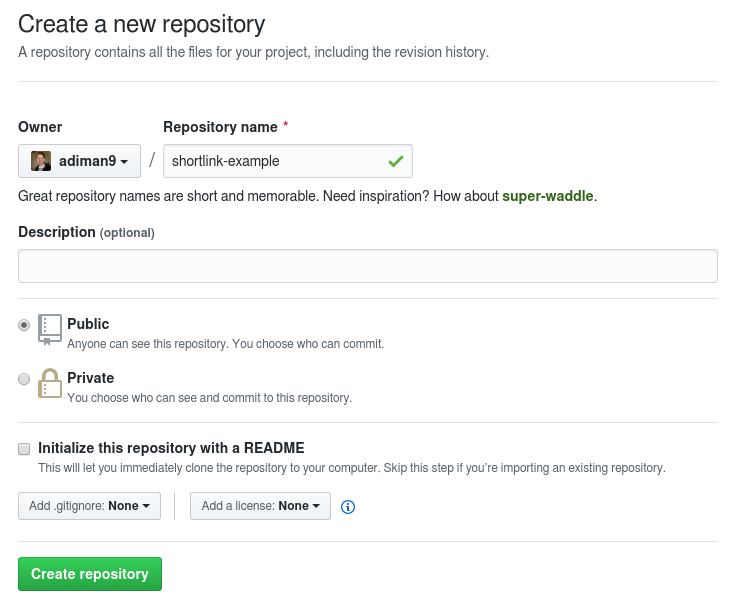 Create a new repository
A repository contains all the files for your project, including the revision history.
Owner
Repository name *
adiman9 / shortlink-example
Great repository names are short and memorable. Need inspiration? How about super-waddle.
Description (optional)
Public
Anyone can see this repository. You choose who can commit.
Private
You choose who can see and commit to this repository.
Initialize this repository with a README
This will let you immediately clone the repository to your computer. Skip this step if you’re importing an existing repository.
Add .gitignore: None
Add a license: None
Create repository